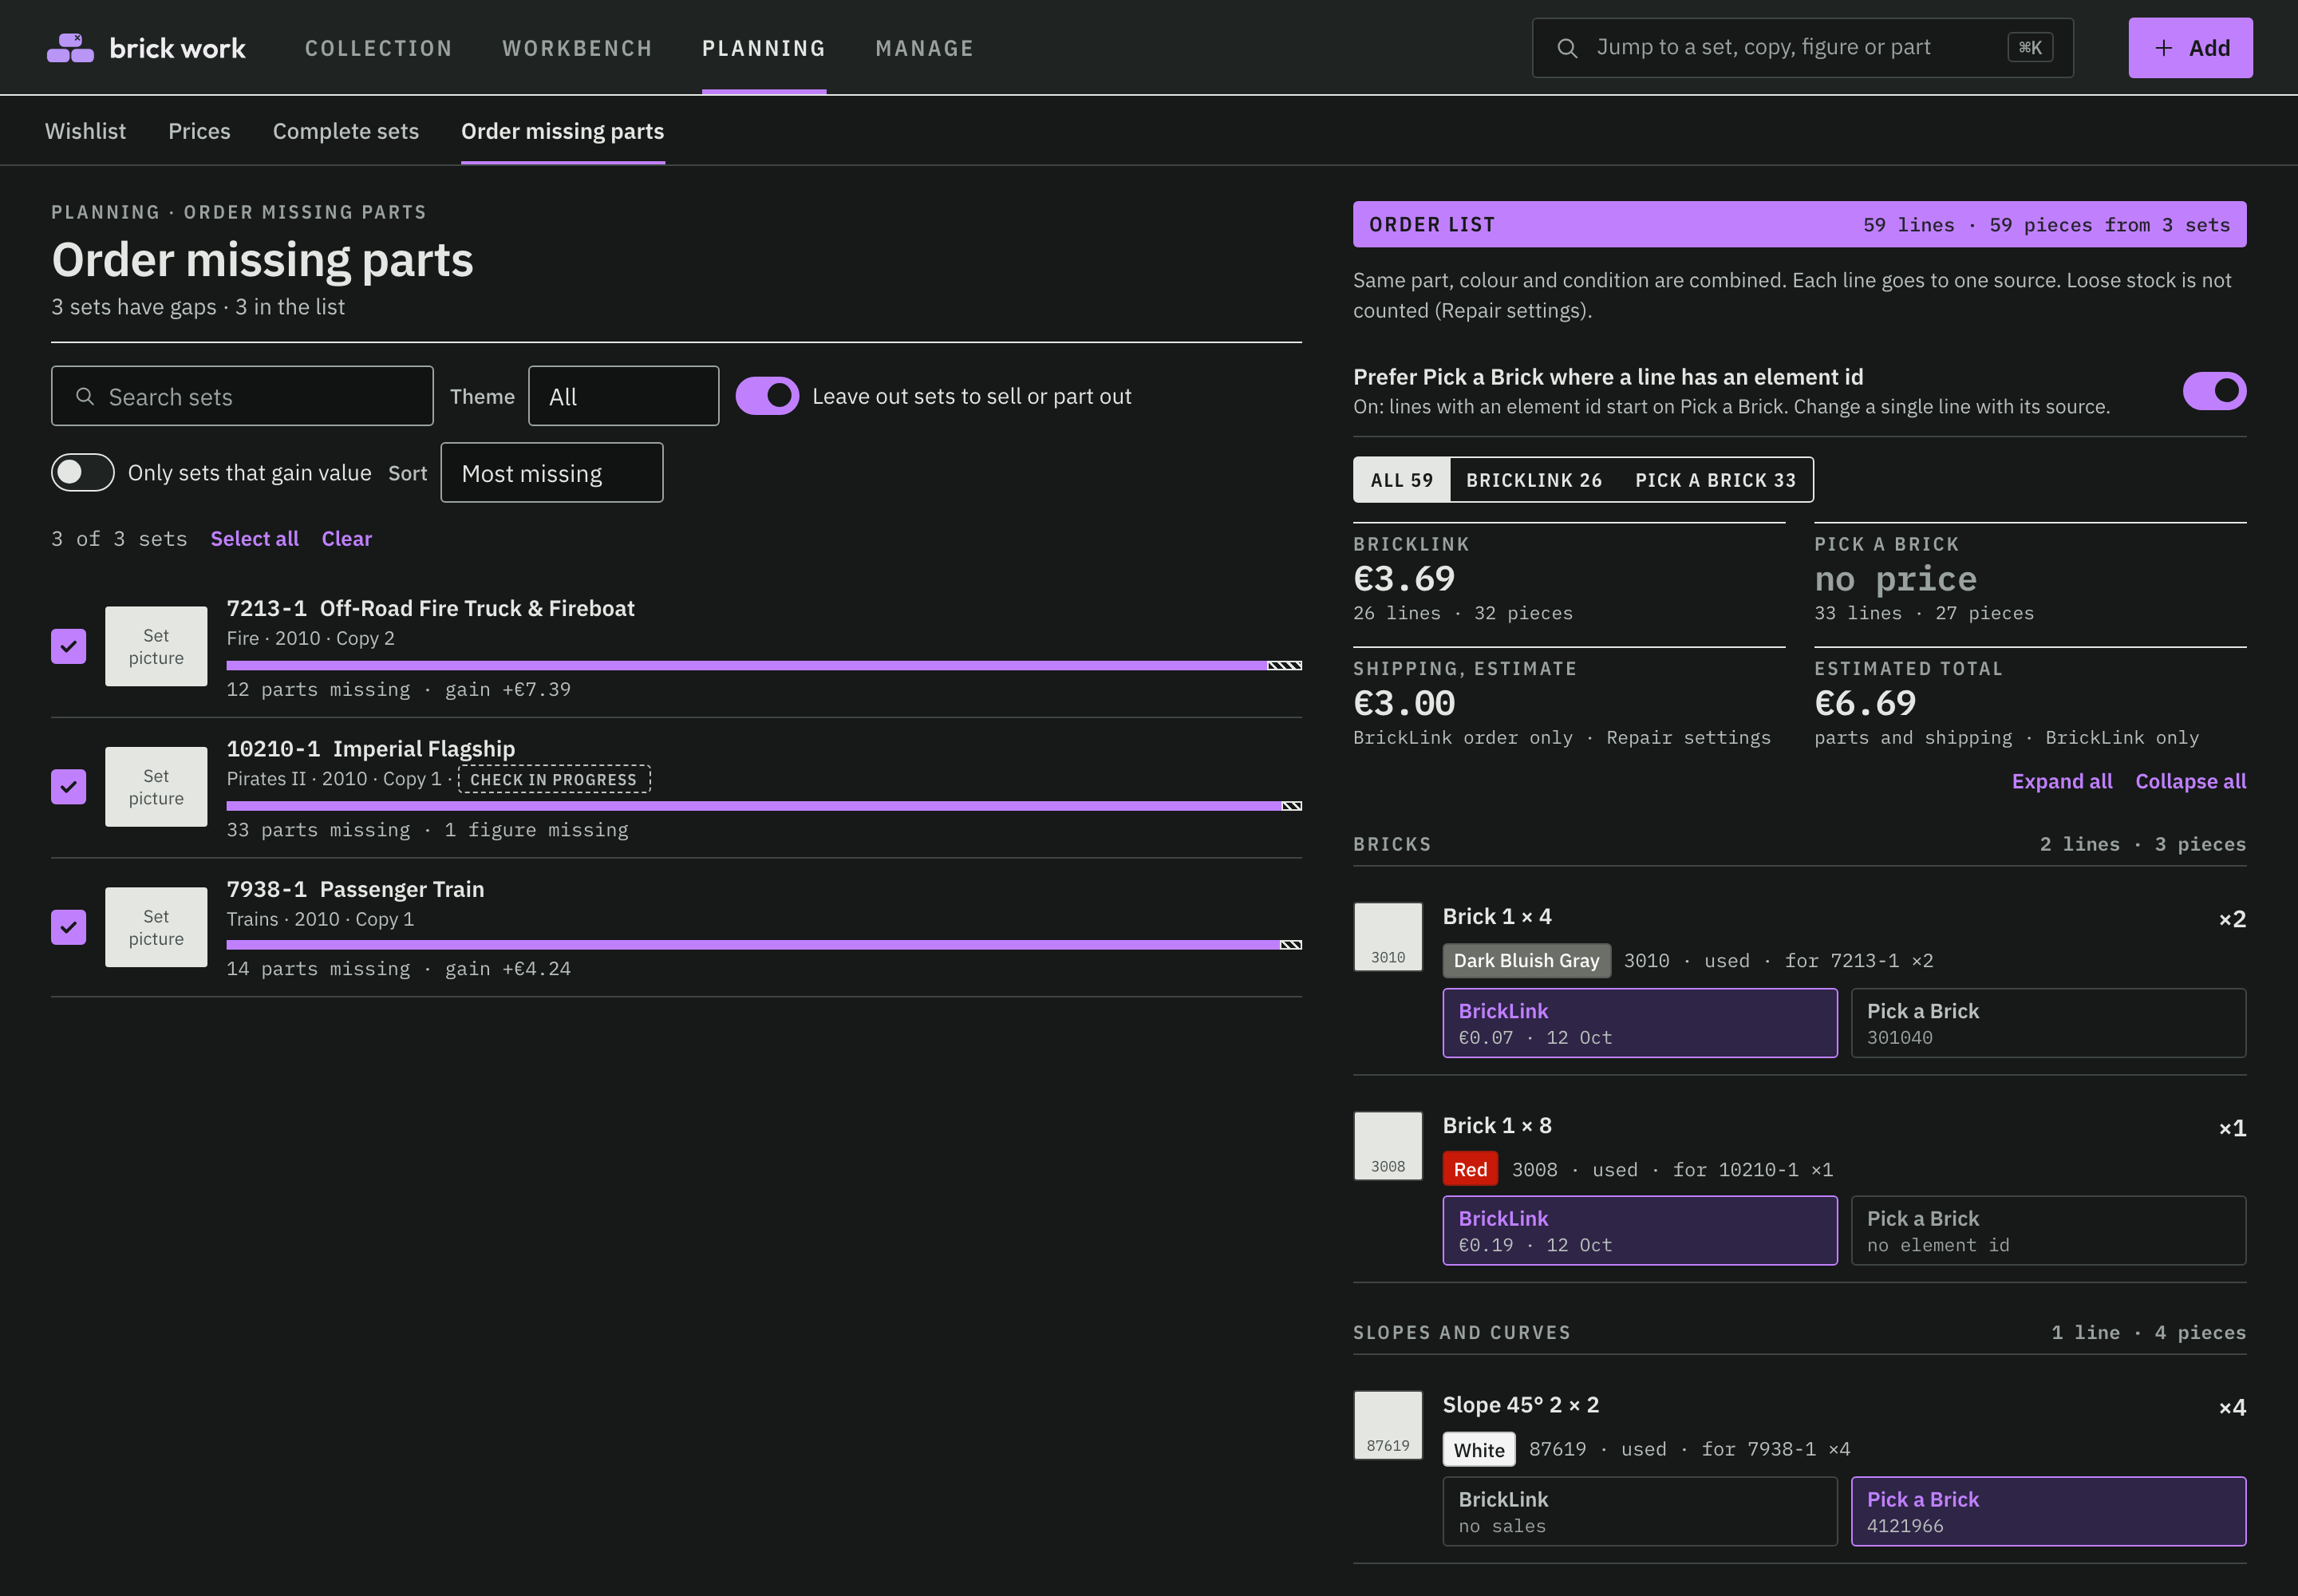 brick work
COLLECTION
WORKBENCH
PLANNING
MANAGE
Jump to a set, copy, figure or part
⌘K
+ Add
Wishlist
Prices
Complete sets
Order missing parts
PLANNING · ORDER MISSING PARTS
Order missing parts
3 sets have gaps · 3 in the list
Search sets
Theme
All
Leave out sets to sell or part out
Only sets that gain value
Sort
Most missing
3 of 3 sets
Select all
Clear
Set
picture
7213-1 Off-Road Fire Truck & Fireboat
Fire · 2010 · Copy 2
12 parts missing · gain +€7.39
Set
picture
10210-1 Imperial Flagship
Pirates II · 2010 · Copy 1 · CHECK IN PROGRESS
33 parts missing · 1 figure missing
Set
picture
7938-1 Passenger Train
Trains · 2010 · Copy 1
14 parts missing · gain +€4.24
ORDER LIST
59 lines · 59 pieces from 3 sets
Same part, colour and condition are combined. Each line goes to one source. Loose stock is not
counted (Repair settings).
Prefer Pick a Brick where a line has an element id
On: lines with an element id start on Pick a Brick. Change a single line with its source.
ALL 59
BRICKLINK 26
PICK A BRICK 33
BRICKLINK
€3.69
26 lines · 32 pieces
PICK A BRICK
no price
33 lines · 27 pieces
SHIPPING, ESTIMATE
€3.00
BrickLink order only · Repair settings
ESTIMATED TOTAL
€6.69
parts and shipping · BrickLink only
Expand all
Collapse all
BRICKS
2 lines · 3 pieces
3010
Brick 1 × 4
×2
Dark Bluish Gray 3010 · used · for 7213-1 ×2
BrickLink
€0.07 · 12 Oct
Pick a Brick
301040
3008
Brick 1 × 8
×1
Red 3008 · used · for 10210-1 ×1
BrickLink
€0.19 · 12 Oct
Pick a Brick
no element id
SLOPES AND CURVES
1 line · 4 pieces
87619
Slope 45° 2 × 2
×4
White 87619 · used · for 7938-1 ×4
BrickLink
no sales
Pick a Brick
4121966